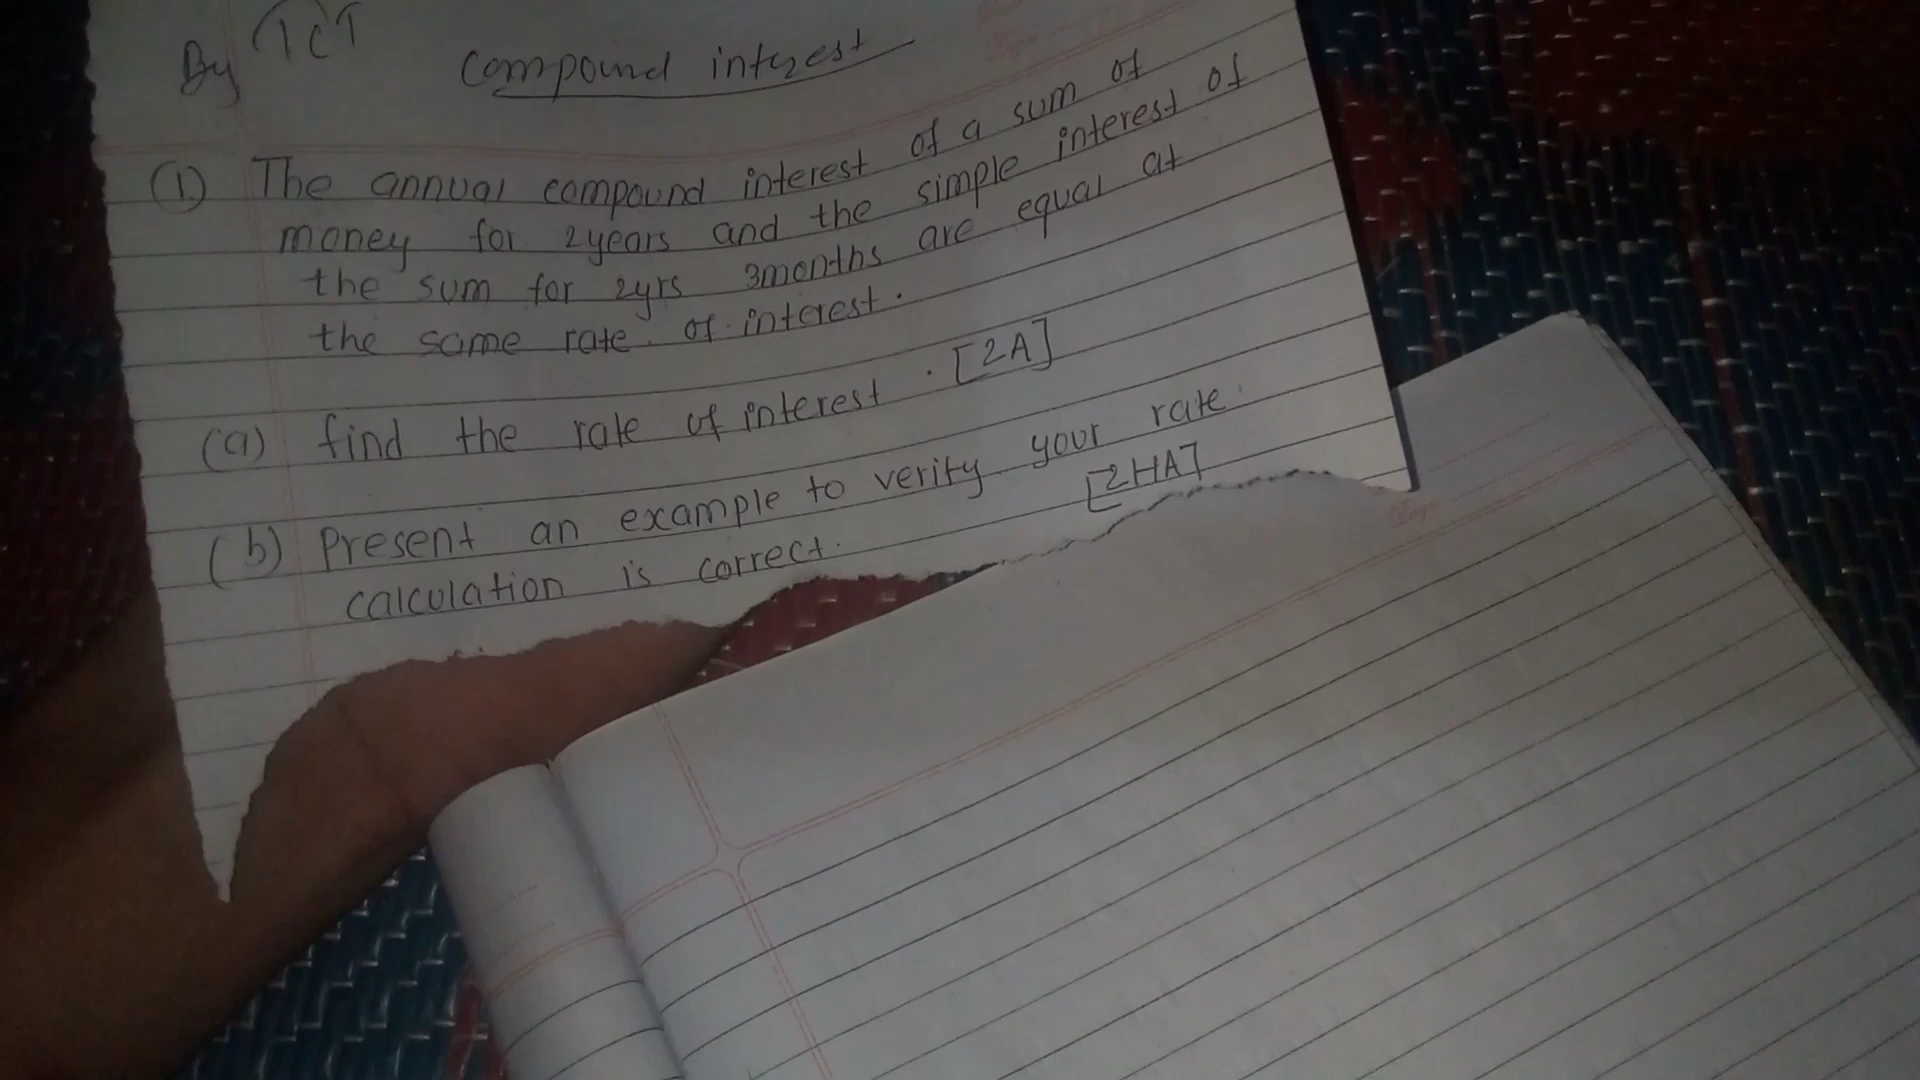 By TCT
Compound intrest
(1) The annual compound interest of a sum of
money for 2years and the simple interest of
the sum for 2yrs 3months are equal at
the same rate of interest.
(a) find the rate of interest. [2A]
(b) Present an example to verify your rate
calculation is correct. [2HA]